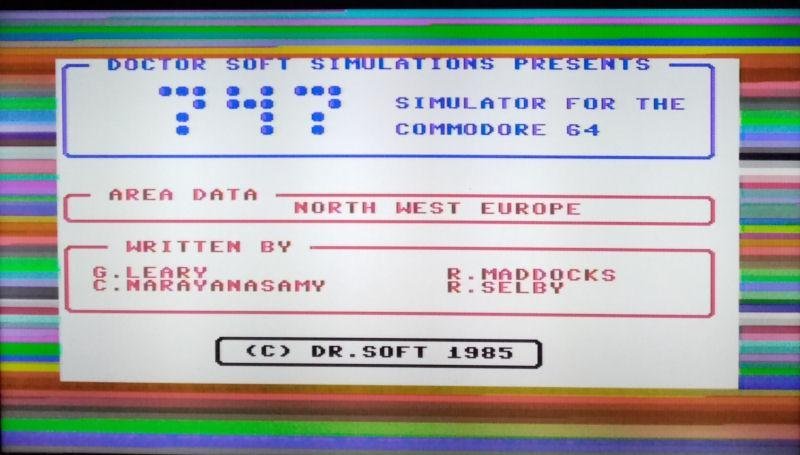 DOCTOR SOFT SIMULATIONS PRESENTS
747
SIMULATOR FOR THE
COMMODORE 64
AREA DATA
NORTH WEST EUROPE
WRITTEN BY
G.LEARY
R.MADDOCKS
C.NARAYANASAMY
R.SELBY
(C) DR.SOFT 1985